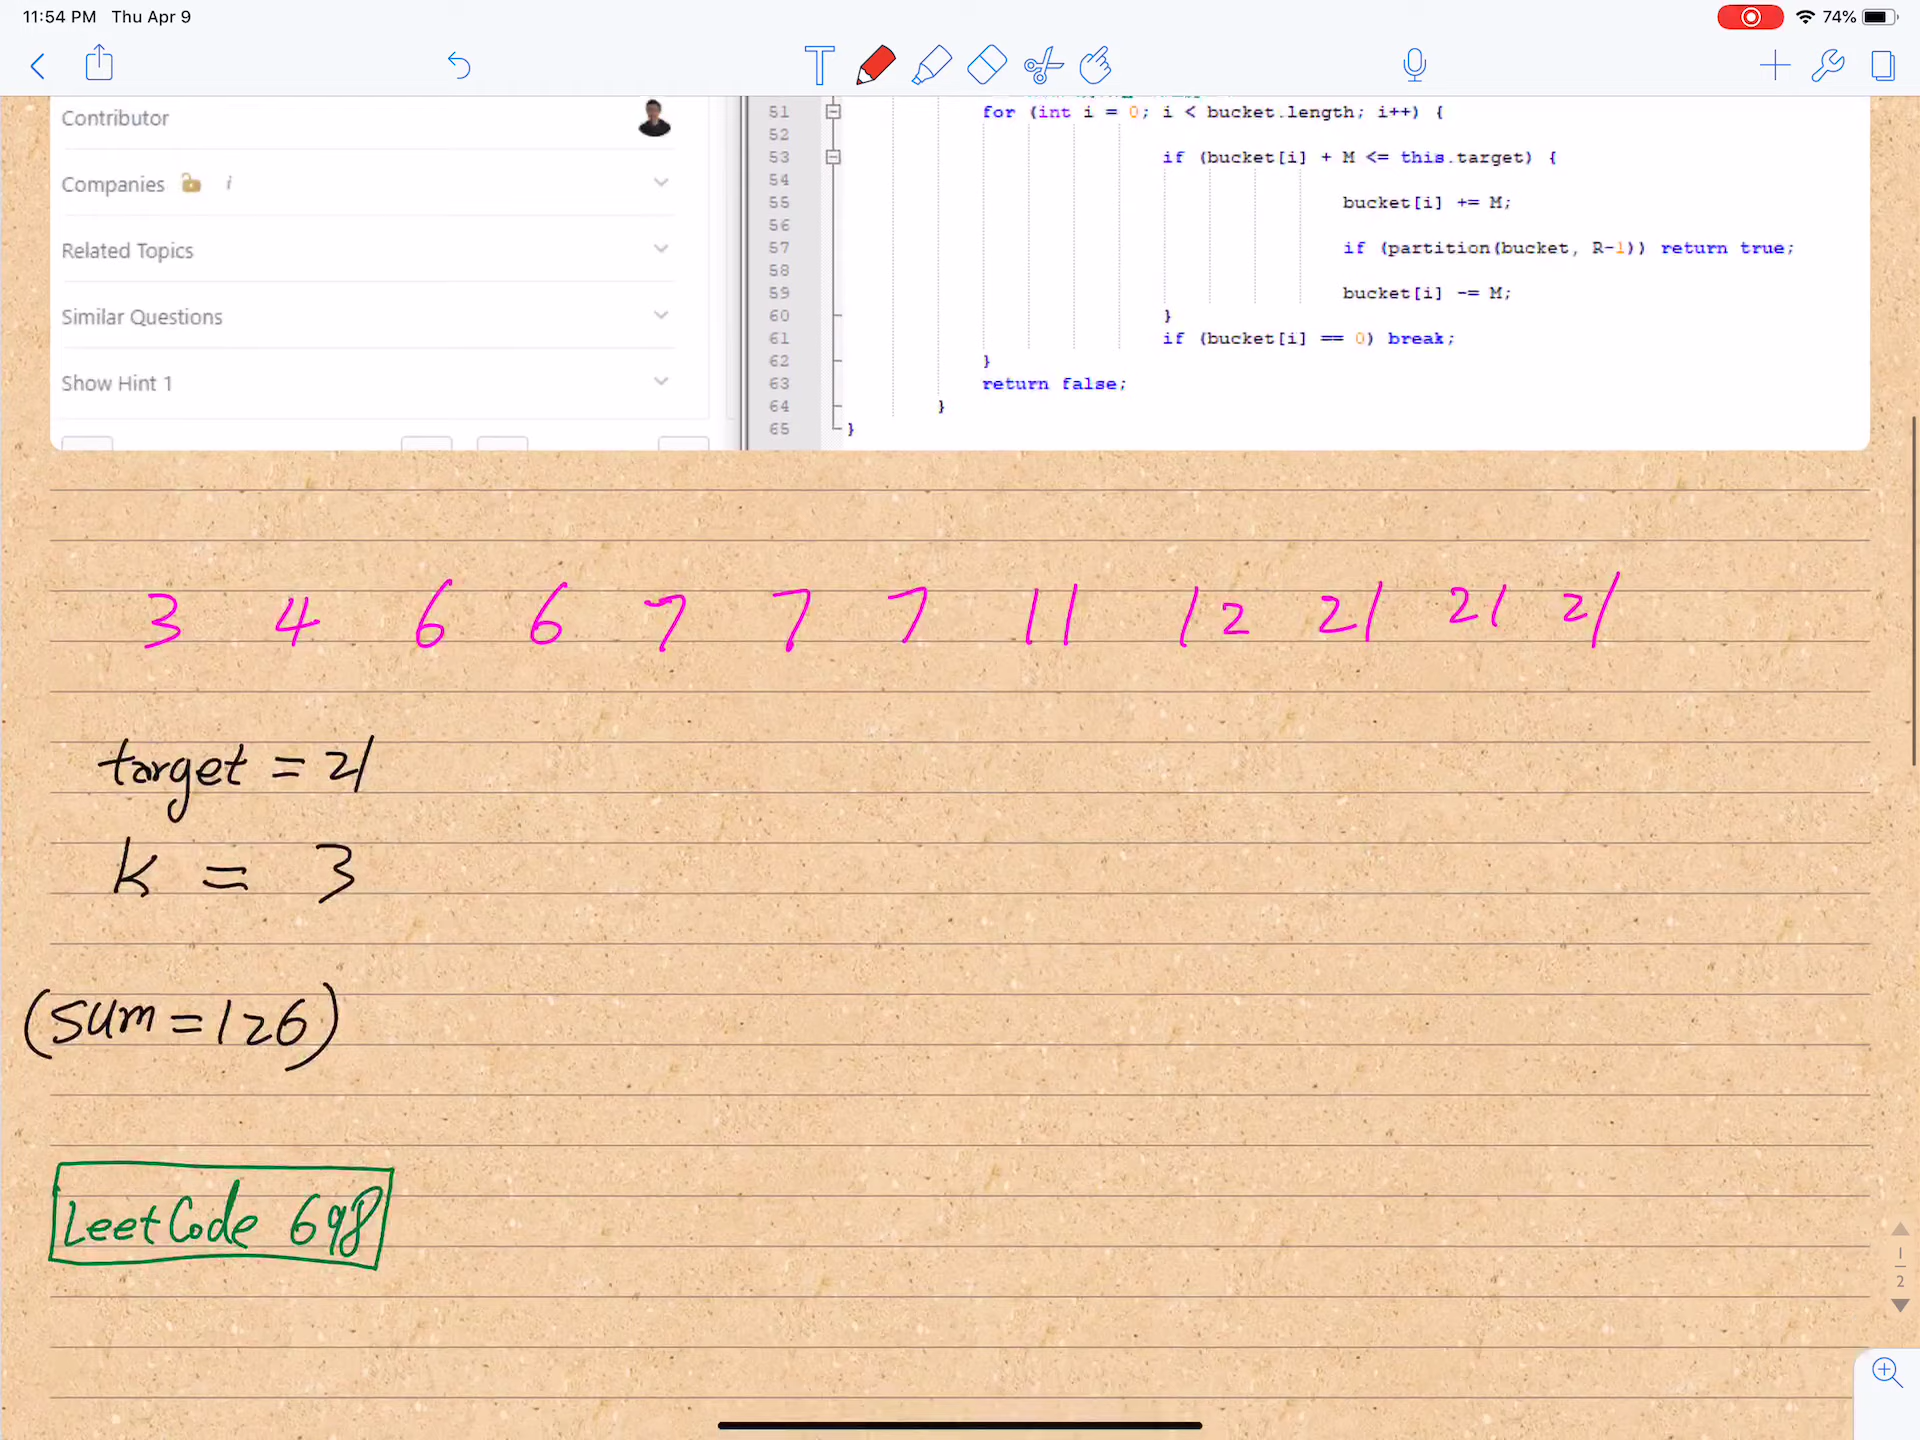 11:54 PM Thu Apr 9
74%
Contributor
Companies i
Related Topics
Similar Questions
Show Hint 1
51 for (int i = 0; i < bucket.length; i++) {
52
53 if (bucket[i] + M <= this.target) {
54
55 bucket[i] += M;
56
57 if (partition(bucket, R-1)) return true;
58
59 bucket[i] -= M;
60 }
61 if (bucket[i] == 0) break;
62 }
63 return false;
64 }
65 }
3 4 6 6 7 7 7 11 12 21 21 21
target = 21
k = 3
(sum=126)
LeetCode 698
1
2